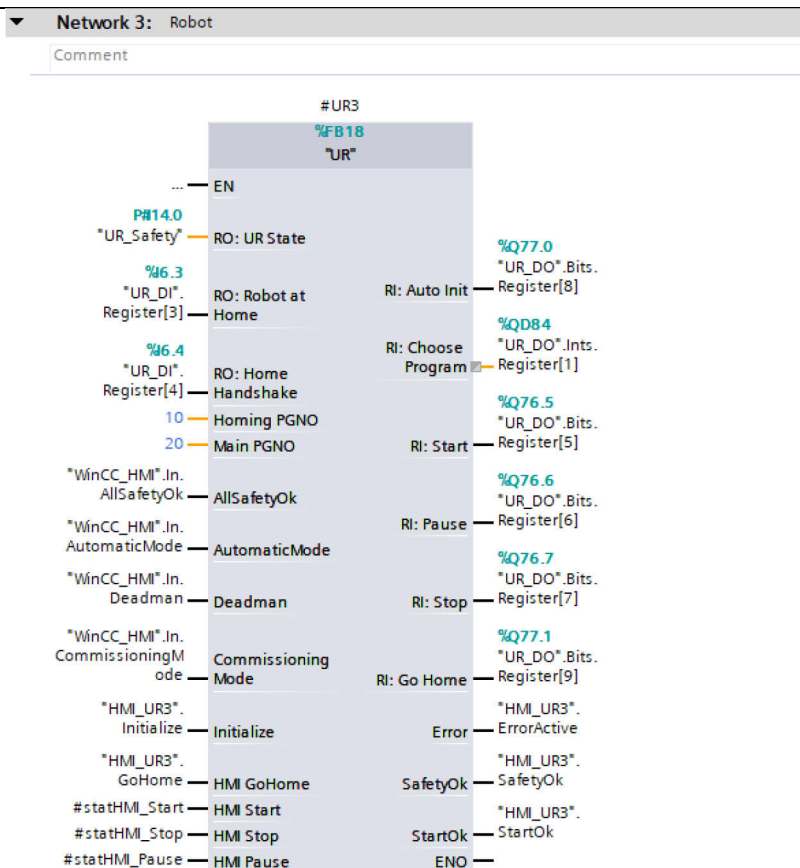 Network 3: Robot
Comment
#UR3
%FB18
"UR"
... EN
P#I14.0
"UR_Safety" RO: UR State
%I6.3
"UR_DI".
Register[3]
RO: Robot at
Home
%I6.4
"UR_DI".
Register[4]
RO: Home
Handshake
10 Homing PGNO
20 Main PGNO
"WinCC_HMI".In.
AllSafetyOk AllSafetyOk
"WinCC_HMI".In.
AutomaticMode AutomaticMode
"WinCC_HMI".In.
Deadman Deadman
"WinCC_HMI".In.
CommissioningM
ode
Commissioning
Mode
"HMI_UR3".
Initialize Initialize
"HMI_UR3".
GoHome HMI GoHome
#statHMI_Start HMI Start
#statHMI_Stop HMI Stop
#statHMI_Pause HMI Pause
%Q77.0
"UR_DO".Bits.
RI: Auto Init Register[8]
%QD84
"UR_DO".Ints.
RI: Choose
Program Register[1]
%Q76.5
"UR_DO".Bits.
RI: Start Register[5]
%Q76.6
"UR_DO".Bits.
RI: Pause Register[6]
%Q76.7
"UR_DO".Bits.
RI: Stop Register[7]
%Q77.1
"UR_DO".Bits.
RI: Go Home Register[9]
"HMI_UR3".
Error ErrorActive
"HMI_UR3".
SafetyOk SafetyOk
"HMI_UR3".
StartOk StartOk
ENO